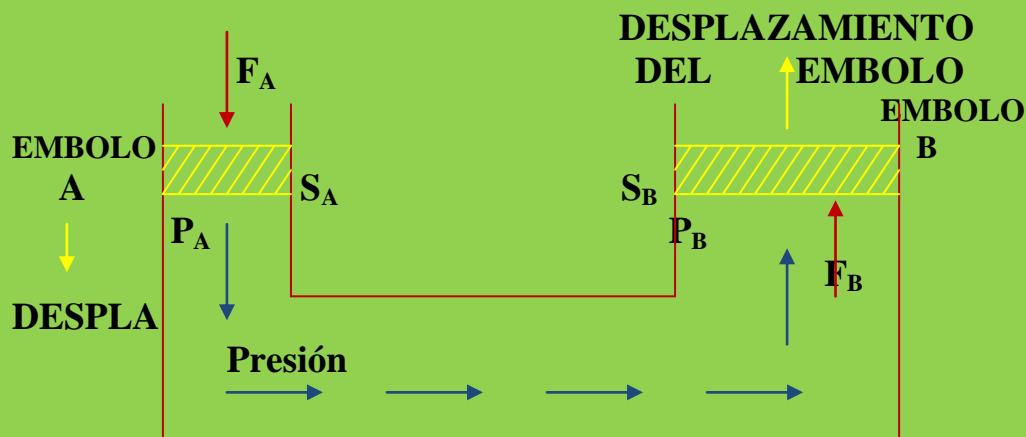 DESPLAZAMIENTO
DEL EMBOLO
F_A
EMBOLO
EMBOLO
A
B
S_A
S_B
P_A
P_B
F_B
DESPLA
Presión